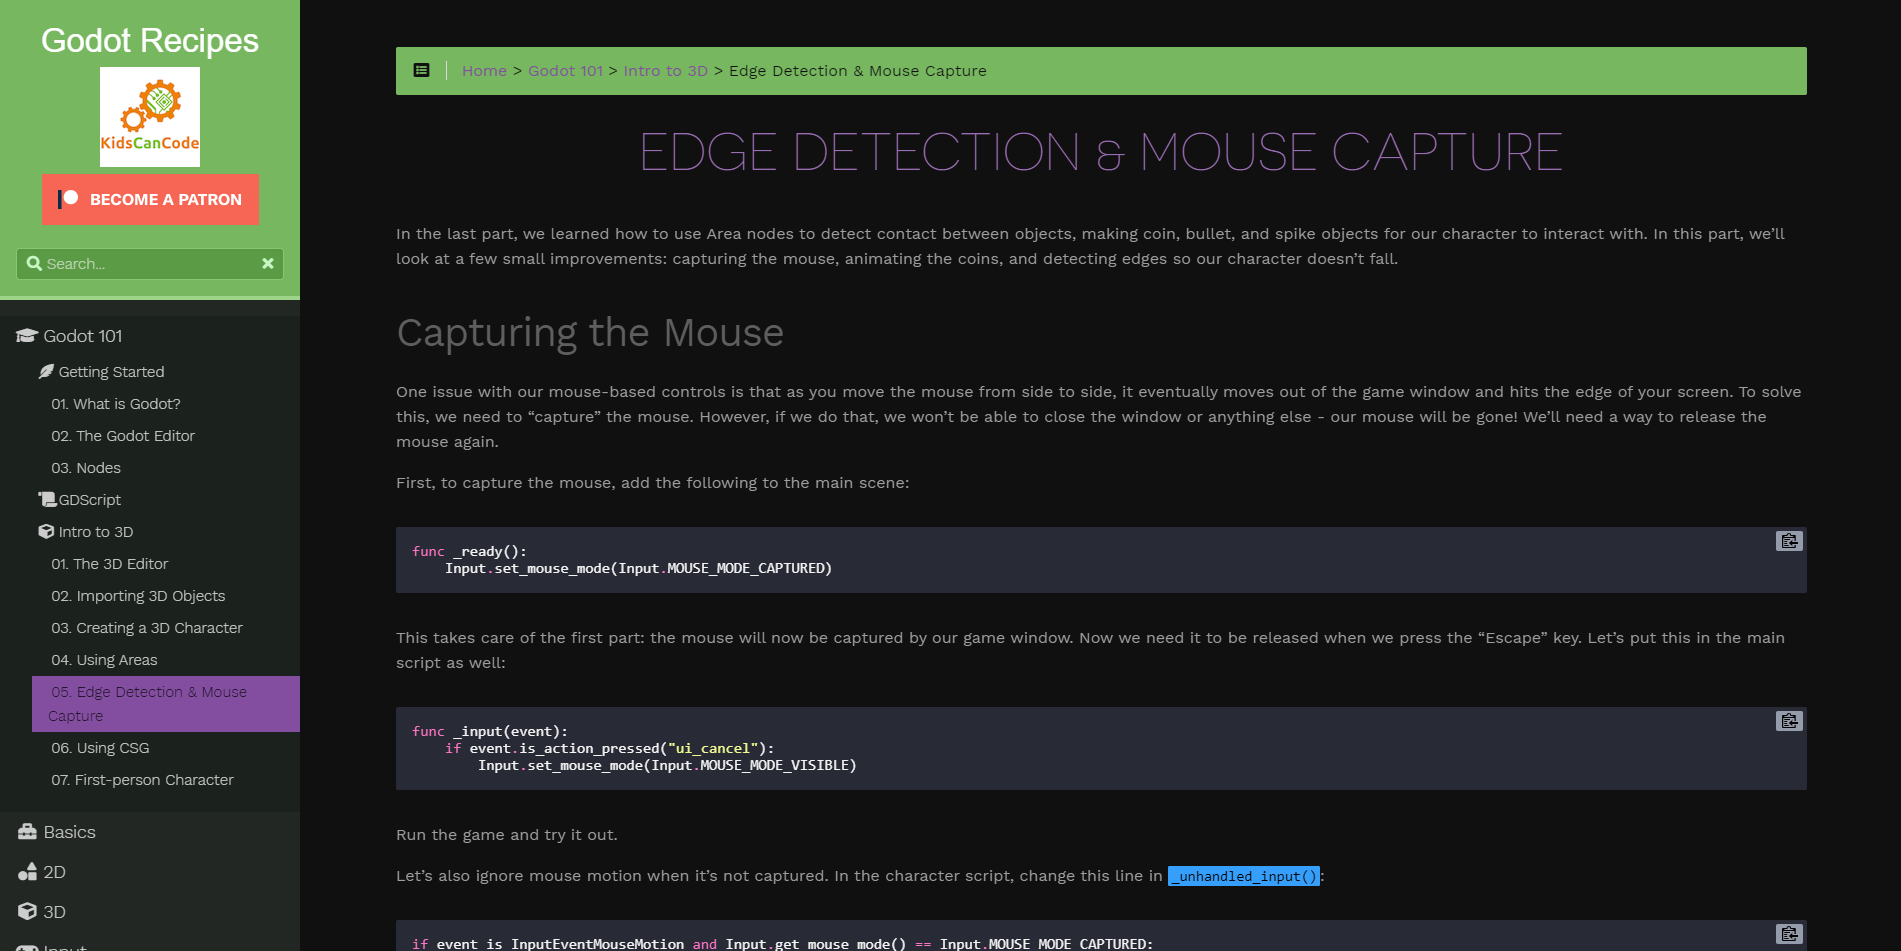 Godot Recipes
KidsCanCode
BECOME A PATRON
Search...
Godot 101
Getting Started
01. What is Godot?
02. The Godot Editor
03. Nodes
GDScript
Intro to 3D
01. The 3D Editor
02. Importing 3D Objects
03. Creating a 3D Character
04. Using Areas
05. Edge Detection & Mouse
Capture
06. Using CSG
07. First-person Character
Basics
2D
3D
Input
Home > Godot 101 > Intro to 3D > Edge Detection & Mouse Capture
EDGE DETECTION & MOUSE CAPTURE
In the last part, we learned how to use Area nodes to detect contact between objects, making coin, bullet, and spike objects for our character to interact with. In this part, we’ll
look at a few small improvements: capturing the mouse, animating the coins, and detecting edges so our character doesn’t fall.
Capturing the Mouse
One issue with our mouse-based controls is that as you move the mouse from side to side, it eventually moves out of the game window and hits the edge of your screen. To solve
this, we need to “capture” the mouse. However, if we do that, we won’t be able to close the window or anything else - our mouse will be gone! We’ll need a way to release the
mouse again.
First, to capture the mouse, add the following to the main scene:
func _ready():
    Input.set_mouse_mode(Input.MOUSE_MODE_CAPTURED)
This takes care of the first part: the mouse will now be captured by our game window. Now we need it to be released when we press the “Escape” key. Let’s put this in the main
script as well:
func _input(event):
    if event.is_action_pressed("ui_cancel"):
        Input.set_mouse_mode(Input.MOUSE_MODE_VISIBLE)
Run the game and try it out.
Let’s also ignore mouse motion when it’s not captured. In the character script, change this line in _unhandled_input():
if event is InputEventMouseMotion and Input.get_mouse_mode() == Input.MOUSE_MODE_CAPTURED: